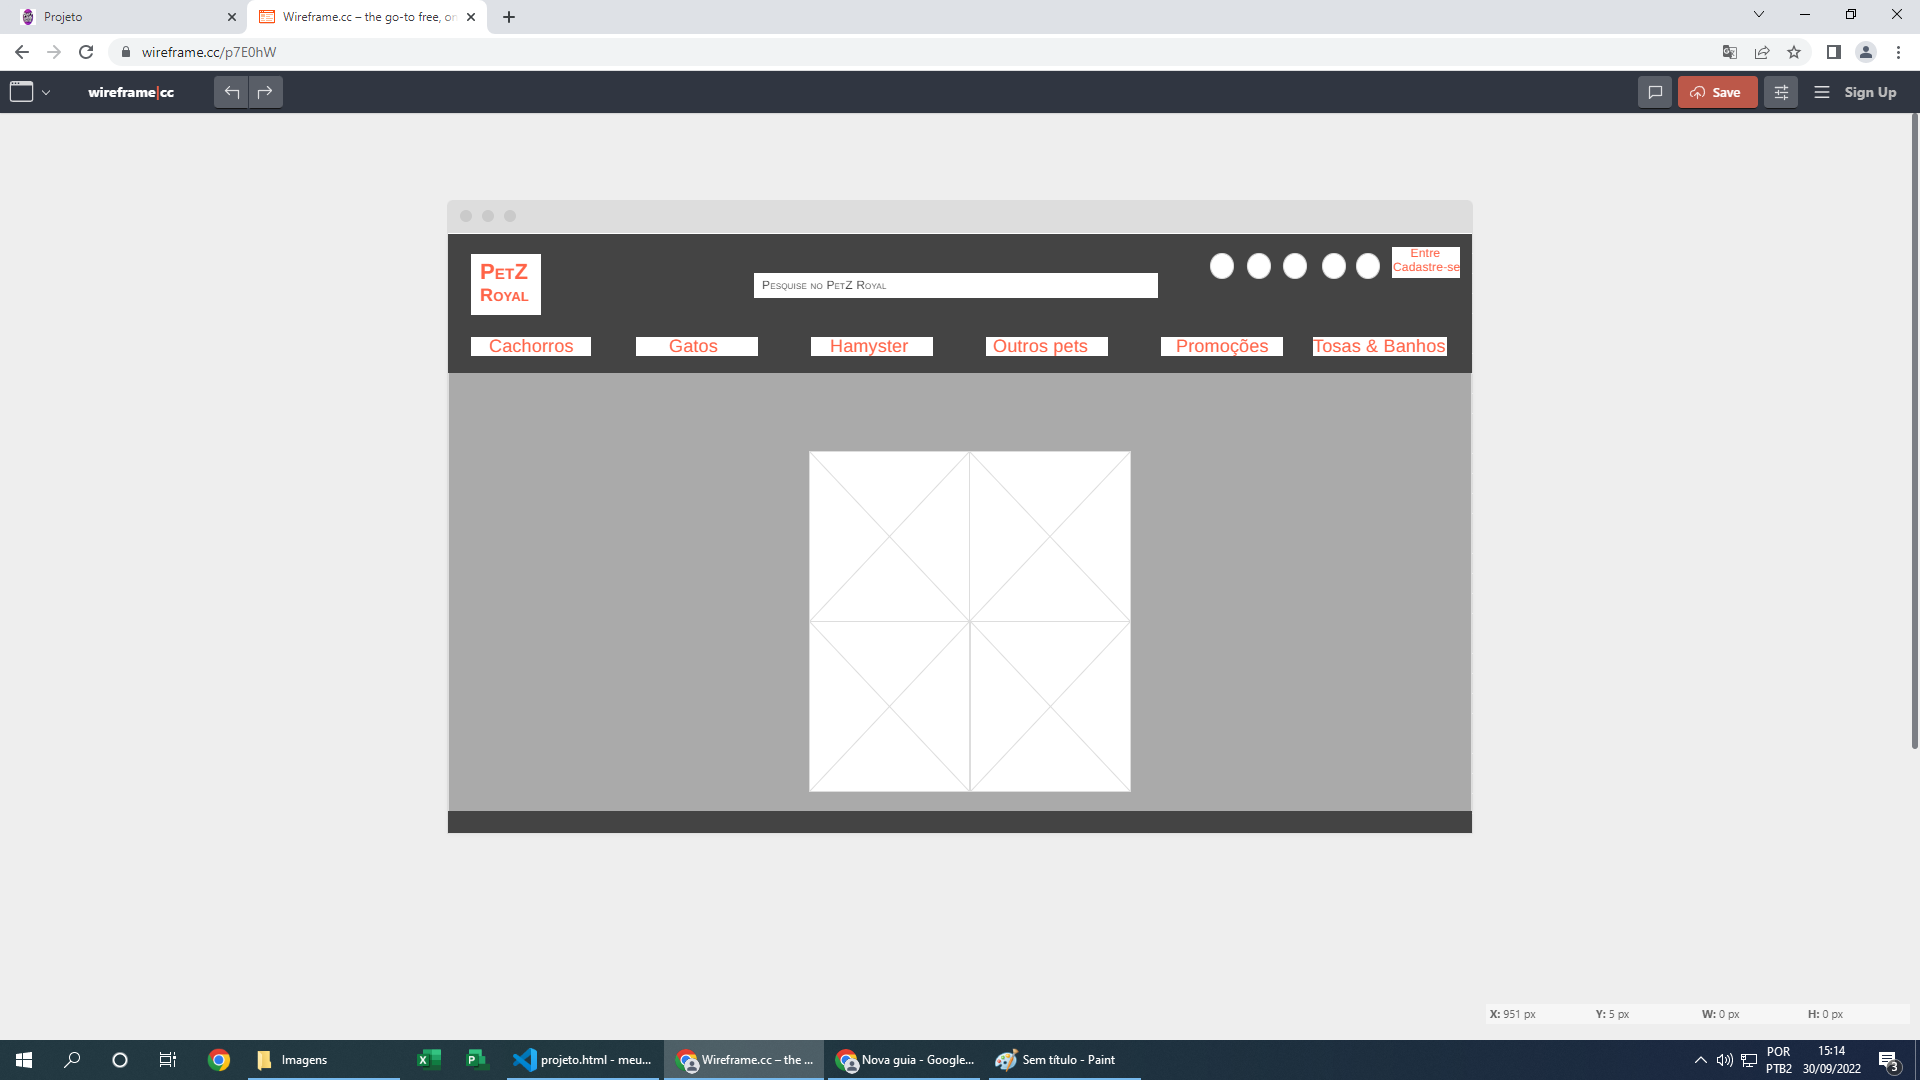 Projeto
Wireframe.cc – the go-to free, on
wireframe.cc/p7E0hW
wireframe|cc
Save
Sign Up
PetZ
Royal
Pesquise no PetZ Royal
Entre
Cadastre-se
Cachorros
Gatos
Hamyster
Outros pets
Promoções
Tosas & Banhos
X: 951 px
Y: 5 px
W: 0 px
H: 0 px
Imagens
projeto.html - meu...
Wireframe.cc – the ...
Nova guia - Google...
Sem título - Paint
POR
PTB2
15:14
30/09/2022
3